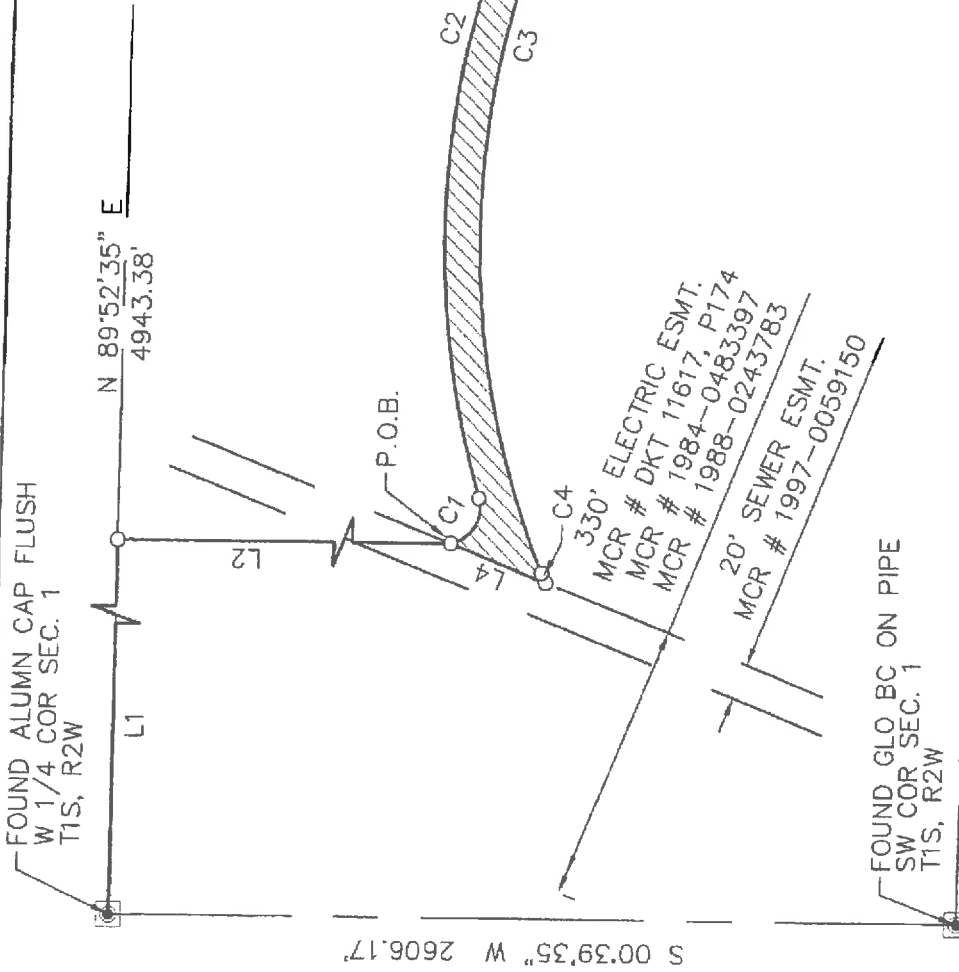 FOUND ALUMN CAP FLUSH
W 1/4 COR SEC. 1
T1S, R2W
N 89°52'35" E
4943.38'
L1
L2
P.O.B.
C1
C2
C3
L4
C4
330' ELECTRIC ESMT.
MCR # DKT 11617, P174
MCR # 1984-0483397
MCR # 1988-0243783
20' SEWER ESMT.
MCR # 1997-0059150
S 00°39'35" W 2606.17'
FOUND GLO BC ON PIPE
SW COR SEC. 1
T1S, R2W